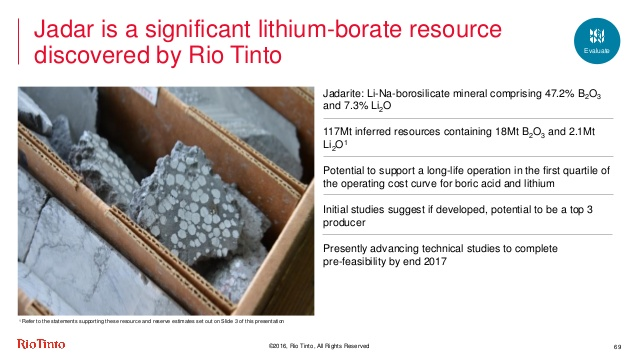 Jadar is a significant lithium-borate resource
discovered by Rio Tinto
Evaluate
Jadarite: Li-Na-borosilicate mineral comprising 47.2% B₂O₃
and 7.3% Li₂O
117Mt inferred resources containing 18Mt B₂O₃ and 2.1Mt
Li₂O¹
Potential to support a long-life operation in the first quartile of
the operating cost curve for boric acid and lithium
Initial studies suggest if developed, potential to be a top 3
producer
Presently advancing technical studies to complete
pre-feasibility by end 2017
¹ Refer to the statements supporting these resource and reserve estimates set out on Slide 3 of this presentation
RioTinto
©2016, Rio Tinto, All Rights Reserved
69